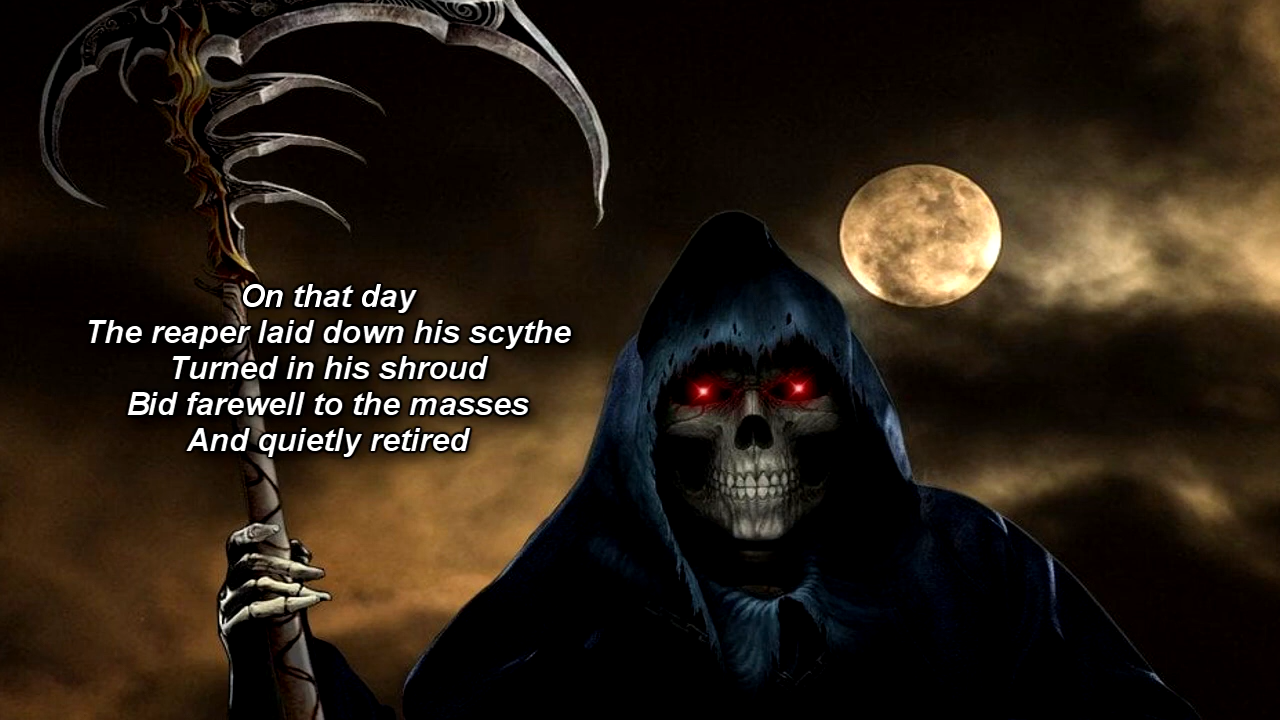 On that day
The reaper laid down his scythe
Turned in his shroud
Bid farewell to the masses
And quietly retired